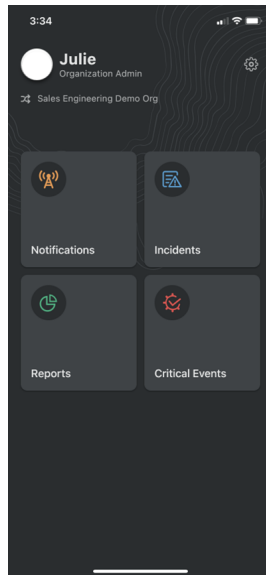 3:34
Julie
Organization Admin
Sales Engineering Demo Org
Notifications
Incidents
Reports
Critical Events